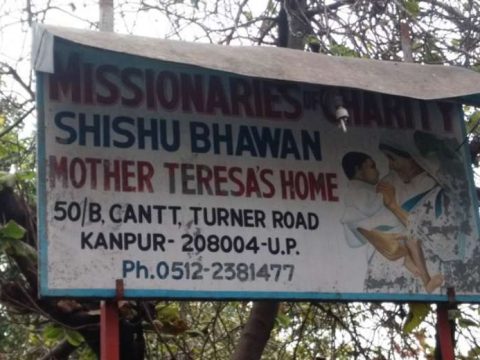 MISSIONARIES OF CHARITY
SHISHU BHAWAN
MOTHER TERESA'S HOME
50/B, CANTT, TURNER ROAD
KANPUR- 208004-U.P.
Ph.0512-2381477